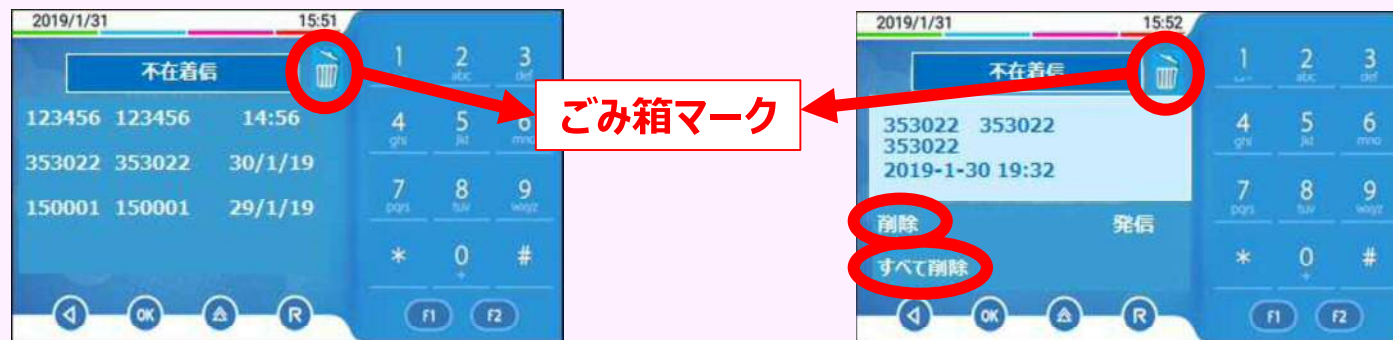 2019/1/31 15:51
不在着信
123456 123456 14:56
353022 353022 30/1/19
150001 150001 29/1/19
1 2 3
abc def
4 5 6
ghi jkl mno
7 8 9
pqrs tuv wxyz
* 0 #
+
OK R F1 F2
ごみ箱マーク
2019/1/31 15:52
不在着信
353022 353022
353022
2019-1-30 19:32
削除 発信
すべて削除
1 2 3
abc def
4 5 6
ghi jkl mno
7 8 9
pqrs tuv wxyz
* 0 #
+
OK R F1 F2